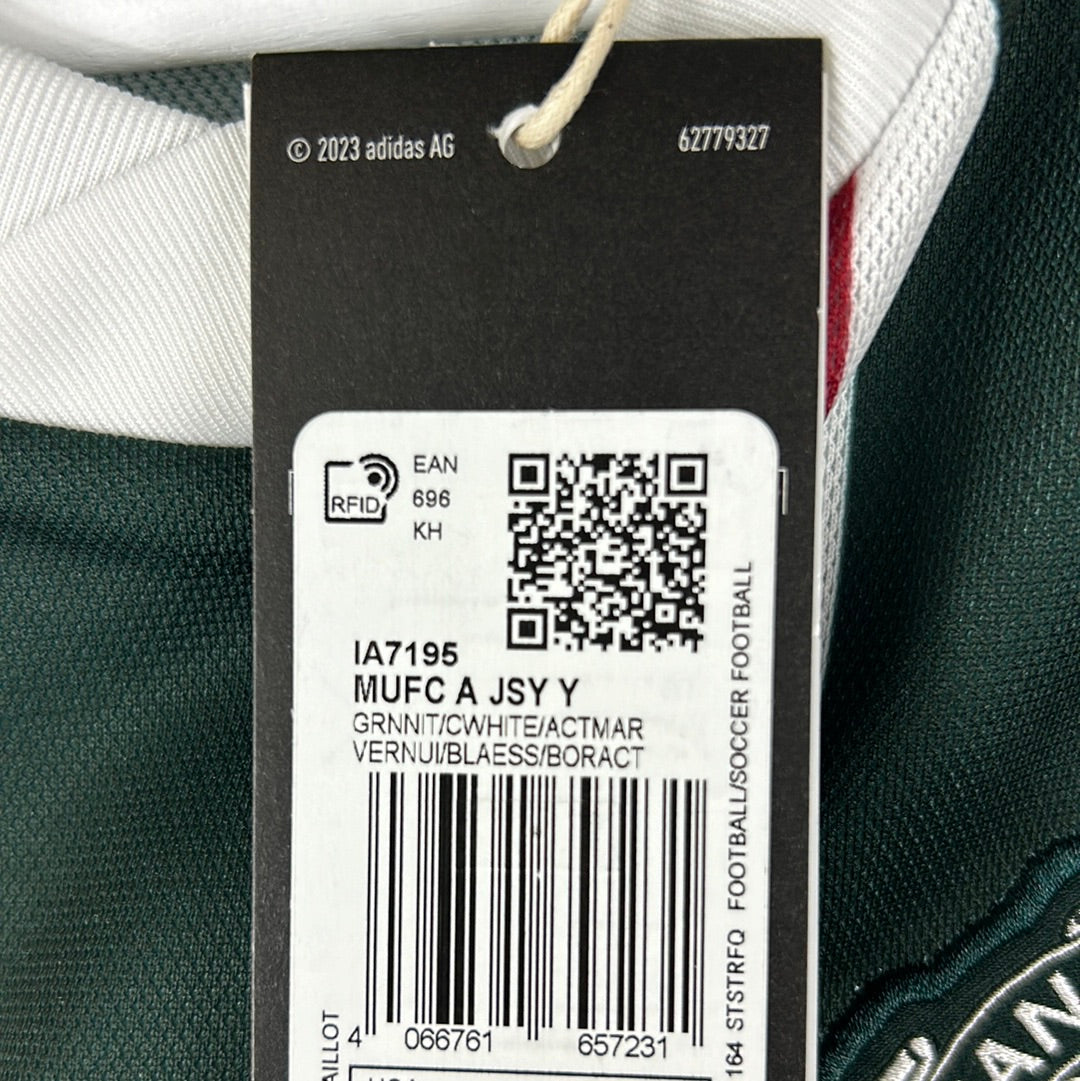 © 2023 adidas AG
62779327
RFID
EAN
696
KH
IA7195
MUFC A JSY Y
GRNNIT/CWHITE/ACTMAR
VERNUI/BLAESS/BORACT
4 066761 657231
164 STSTRFQ FOOTBALL/SOCCER FOOTBALL
AILLOT
AN